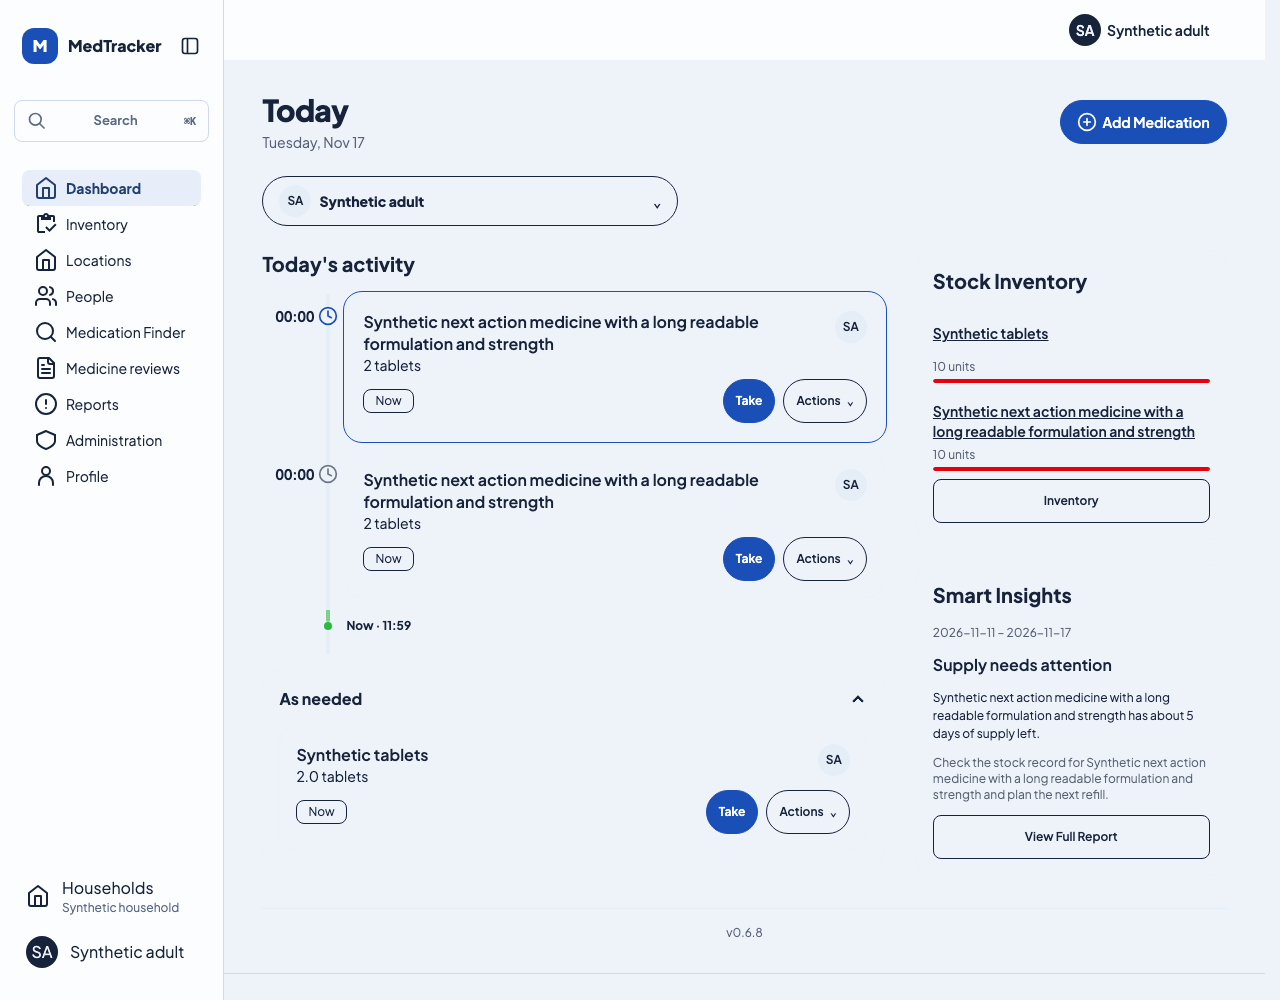 M MedTracker
Search ⌘K
Dashboard
Inventory
Locations
People
Medication Finder
Medicine reviews
Reports
Administration
Profile
Households
Synthetic household
SA Synthetic adult
SA Synthetic adult
Today
Tuesday, Nov 17
Add Medication
SA Synthetic adult
Today's activity
00:00
Synthetic next action medicine with a long readable
formulation and strength
SA
2 tablets
Now
Take
Actions
00:00
Synthetic next action medicine with a long readable
formulation and strength
SA
2 tablets
Now
Take
Actions
Now · 11:59
As needed
Synthetic tablets
SA
2.0 tablets
Now
Take
Actions
Stock Inventory
Synthetic tablets
10 units
Synthetic next action medicine with a
long readable formulation and strength
10 units
Inventory
Smart Insights
2026-11-11 – 2026-11-17
Supply needs attention
Synthetic next action medicine with a long
readable formulation and strength has about 5
days of supply left.
Check the stock record for Synthetic next action
medicine with a long readable formulation and
strength and plan the next refill.
View Full Report
v0.6.8